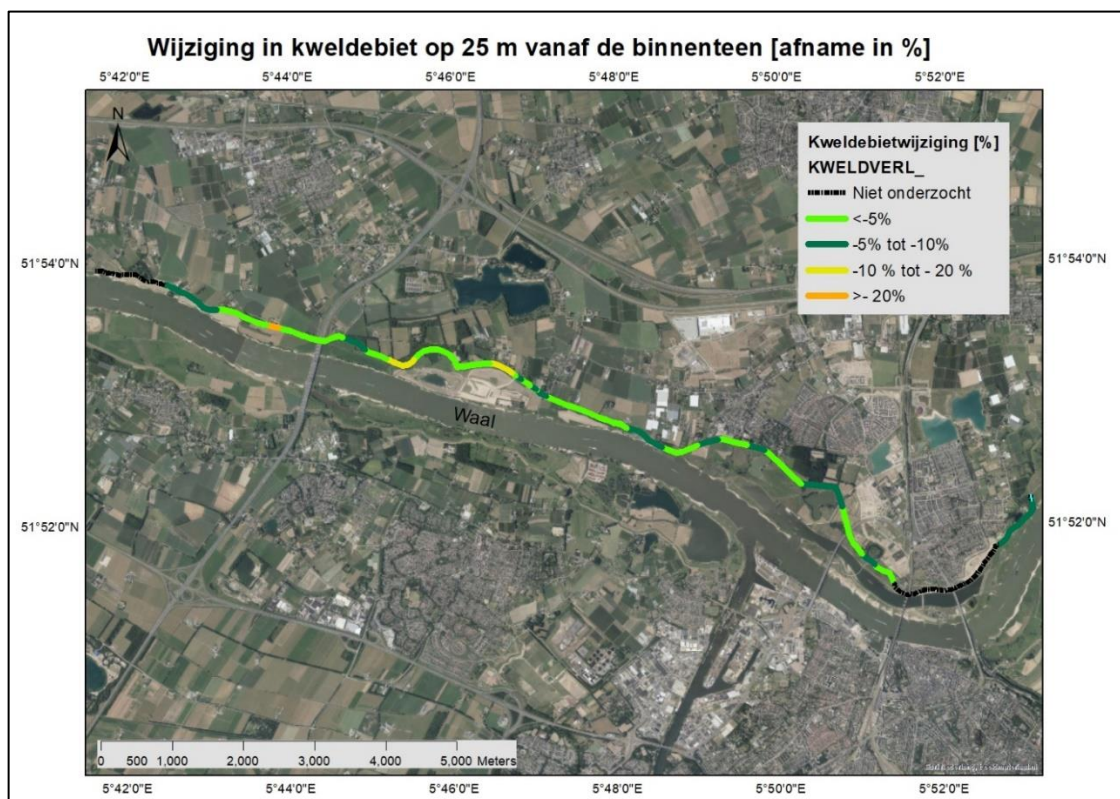 Wijziging in kweldebiet op 25 m vanaf de binnenteen [afname in %]
5°42'0"E 5°44'0"E 5°46'0"E 5°48'0"E 5°50'0"E 5°52'0"E
N
Kweldebietwijziging [%]
KWELDVERL_
Niet onderzocht
<-5%
-5% tot -10%
-10 % tot - 20 %
>- 20%
51°54'0"N 51°54'0"N
Waal
51°52'0"N 51°52'0"N
0 500 1,000 2,000 3,000 4,000 5,000 Meters
5°42'0"E 5°44'0"E 5°46'0"E 5°48'0"E 5°50'0"E 5°52'0"E